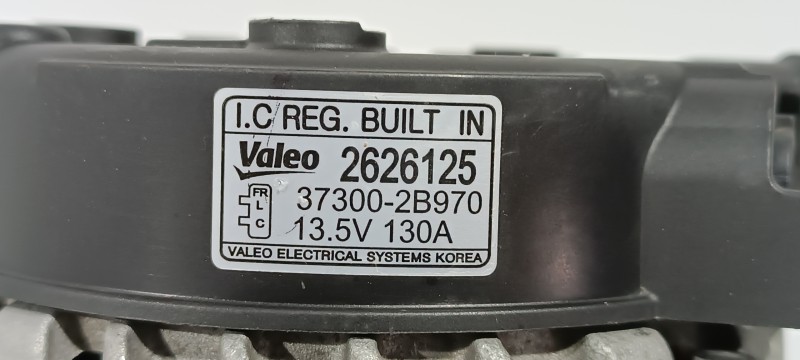 I.C REG. BUILT IN
Valeo 2626125
FR
L
C
37300-2B970
13.5V 130A
VALEO ELECTRICAL SYSTEMS KOREA